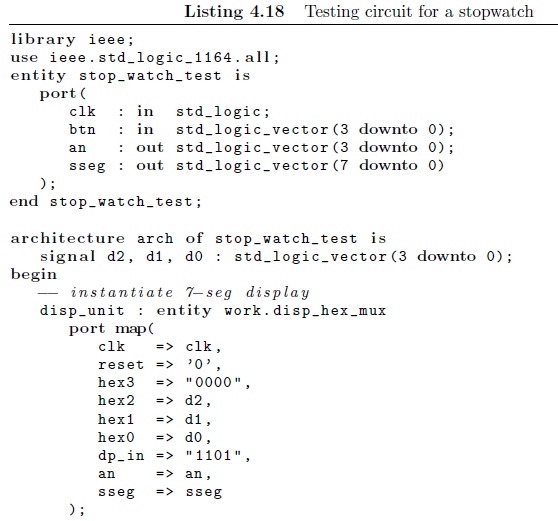 Listing 4.18 Testing circuit for a stopwatch
library ieee;
use ieee.std_logic_1164.all;
entity stop_watch_test is
   port(
      clk  : in  std_logic;
      btn  : in  std_logic_vector(3 downto 0);
      an   : out std_logic_vector(3 downto 0);
      sseg : out std_logic_vector(7 downto 0)
   );
end stop_watch_test;

architecture arch of stop_watch_test is
   signal d2, d1, d0 : std_logic_vector(3 downto 0);
begin
   — instantiate 7-seg display
   disp_unit : entity work.disp_hex_mux
      port map(
         clk   => clk,
         reset => '0',
         hex3  => "0000",
         hex2  => d2,
         hex1  => d1,
         hex0  => d0,
         dp_in => "1101",
         an    => an,
         sseg  => sseg
      );